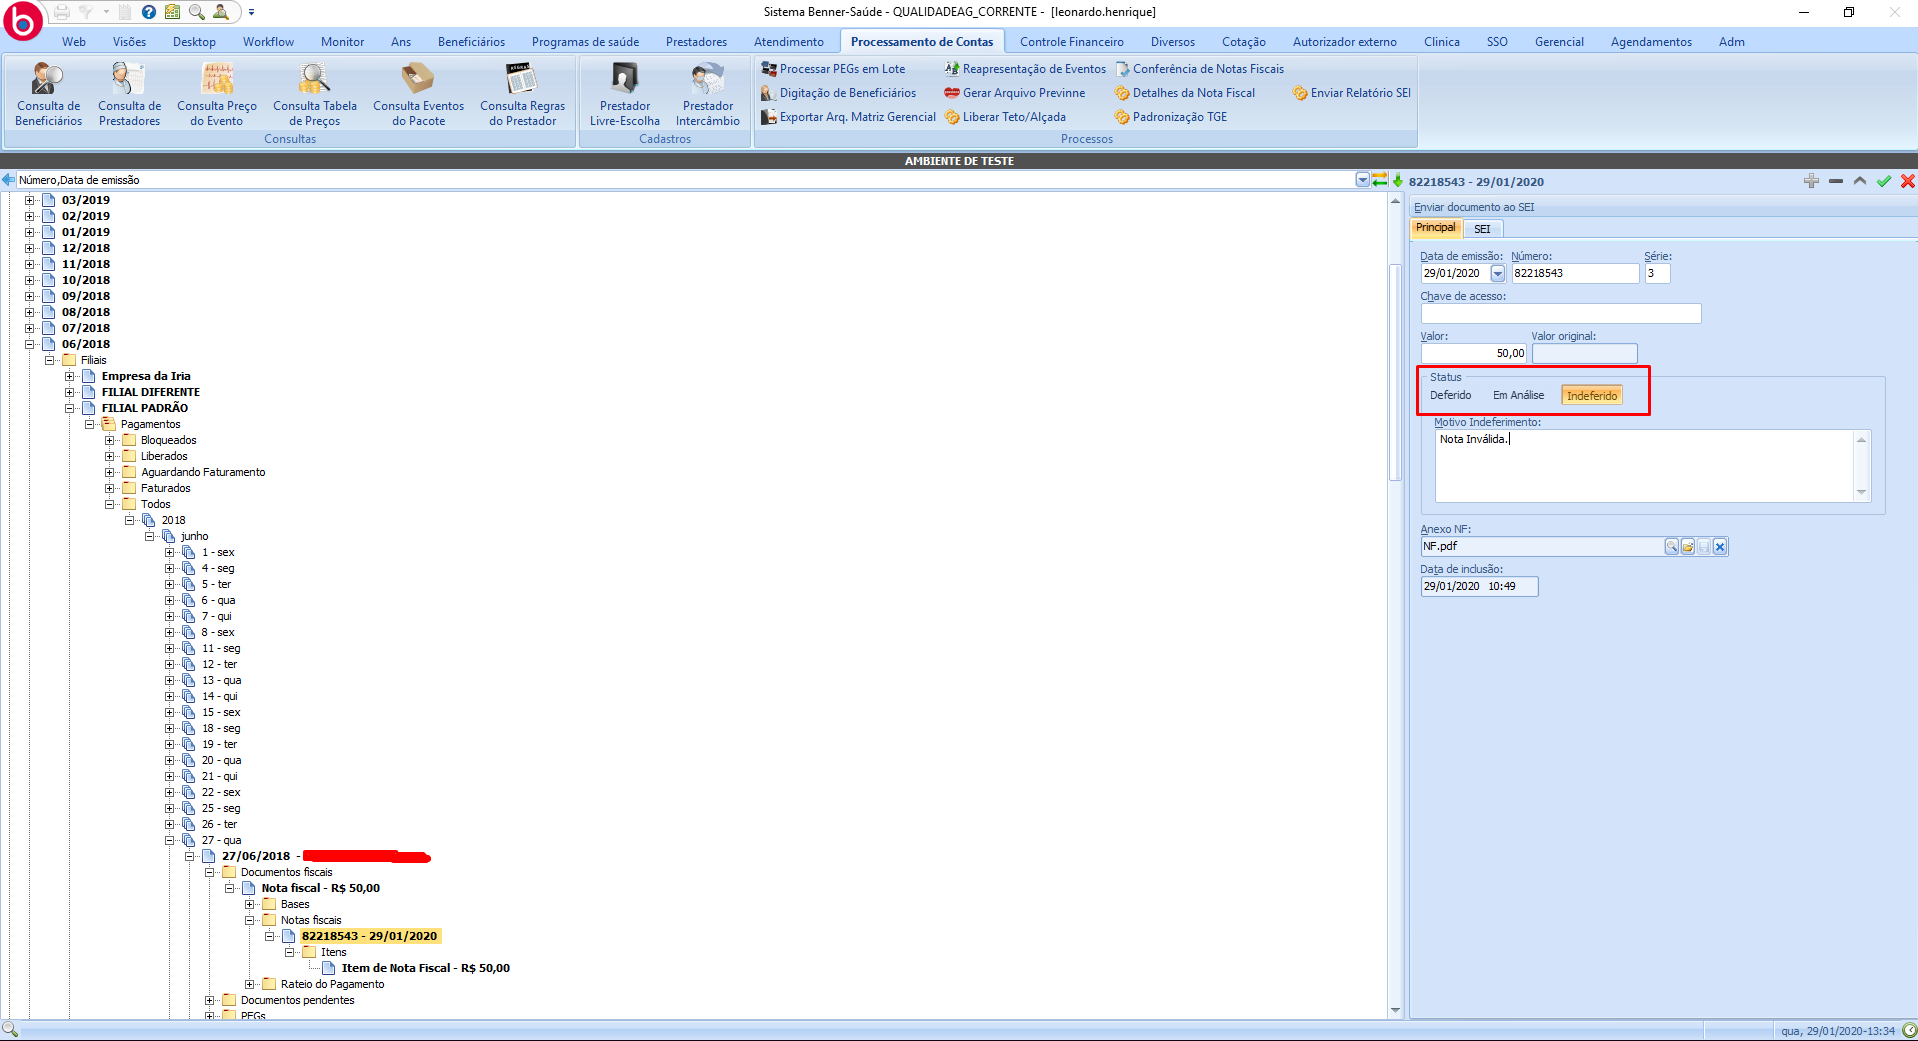 Sistema Benner-Saúde - QUALIDADEAG_CORRENTE - [leonardo.henrique]
Web Visões Desktop Workflow Monitor Ans Beneficiários Programas de saúde Prestadores Atendimento Processamento de Contas Controle Financeiro Diversos Cotação Autorizador externo Clinica SSO Gerencial Agendamentos Adm
Consulta de Beneficiários
Consulta de Prestadores
Consulta Preço do Evento
Consulta Tabela de Preços
Consulta Eventos do Pacote
Consulta Regras do Prestador
Consultas
Prestador Livre-Escolha
Prestador Intercâmbio
Cadastros
Processar PEGs em Lote
Reapresentação de Eventos
Conferência de Notas Fiscais
Digitação de Beneficiários
Gerar Arquivo Previnne
Detalhes da Nota Fiscal
Enviar Relatório SEI
Exportar Arq. Matriz Gerencial
Liberar Teto/Alçada
Padronização TGE
Processos
AMBIENTE DE TESTE
Número,Data de emissão
03/2019
02/2019
01/2019
12/2018
11/2018
10/2018
09/2018
08/2018
07/2018
06/2018
Filiais
Empresa da Iria
FILIAL DIFERENTE
FILIAL PADRÃO
Pagamentos
Bloqueados
Liberados
Aguardando Faturamento
Faturados
Todos
2018
junho
1 - sex
4 - seg
5 - ter
6 - qua
7 - qui
8 - sex
11 - seg
12 - ter
13 - qua
14 - qui
15 - sex
18 - seg
19 - ter
20 - qua
21 - qui
22 - sex
25 - seg
26 - ter
27 - qua
27/06/2018 -
Documentos fiscais
Nota fiscal - R$ 50,00
Bases
Notas fiscais
82218543 - 29/01/2020
Itens
Item de Nota Fiscal - R$ 50,00
Rateio do Pagamento
Documentos pendentes
PEGs
82218543 - 29/01/2020
Enviar documento ao SEI
Principal SEI
Data de emissão: Número: Série:
29/01/2020 82218543 3
Chave de acesso:
Valor: Valor original:
50,00
Status
Deferido Em Análise Indeferido
Motivo Indeferimento:
Nota Inválida.
Anexo NF:
NF.pdf
Data de inclusão:
29/01/2020 10:49
qua, 29/01/2020-13:34